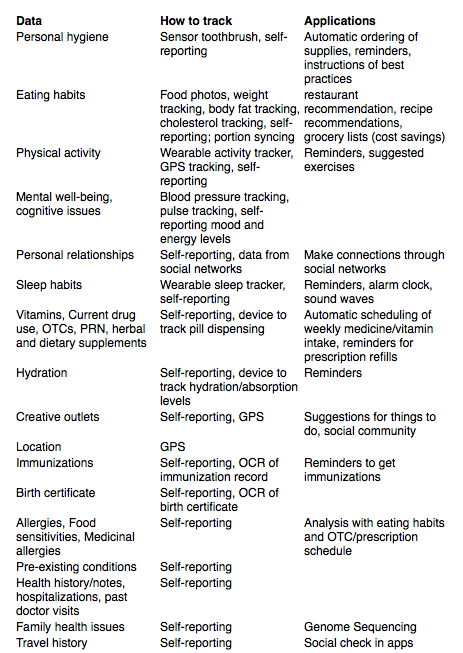 Data How to track Applications
Personal hygiene Sensor toothbrush, self- Automatic ordering of
reporting supplies, reminders,
instructions of best
practices
Eating habits Food photos, weight restaurant
tracking, body fat tracking, recommendation, recipe
cholesterol tracking, self- recommendations,
reporting; portion syncing grocery lists (cost savings)
Physical activity Wearable activity tracker, Reminders, suggested
GPS tracking, self- exercises
reporting
Mental well-being, Blood pressure tracking,
cognitive issues pulse tracking, self-
reporting mood and
energy levels
Personal relationships Self-reporting, data from Make connections through
social networks social networks
Sleep habits Wearable sleep tracker, Reminders, alarm clock,
self-reporting sound waves
Vitamins, Current drug Self-reporting, device to Automatic scheduling of
use, OTCs, PRN, herbal track pill dispensing weekly medicine/vitamin
and dietary supplements intake, reminders for
prescription refills
Hydration Self-reporting, device to Reminders
track hydration/absorption
levels
Creative outlets Self-reporting, GPS Suggestions for things to
do, social community
Location GPS
Immunizations Self-reporting, OCR of Reminders to get
immunization record immunizations
Birth certificate Self-reporting, OCR of
birth certificate
Allergies, Food Self-reporting Analysis with eating habits
sensitivities, Medicinal and OTC/prescription
allergies schedule
Pre-existing conditions Self-reporting
Health history/notes, Self-reporting
hospitalizations, past
doctor visits
Family health issues Self-reporting Genome Sequencing
Travel history Self-reporting Social check in apps